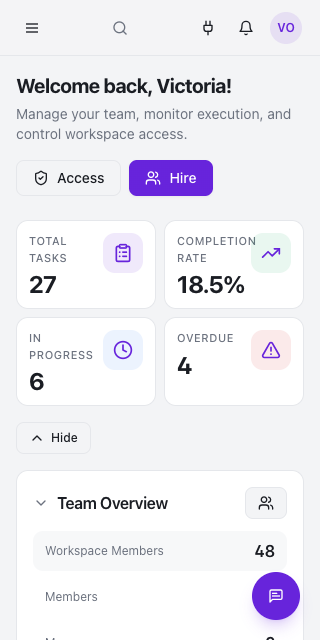 VO
Welcome back, Victoria!
Manage your team, monitor execution, and
control workspace access.
Access
Hire
TOTAL
TASKS
27
COMPLETION
RATE
18.5%
IN
PROGRESS
6
OVERDUE
4
Hide
Team Overview
Workspace Members
48
Members